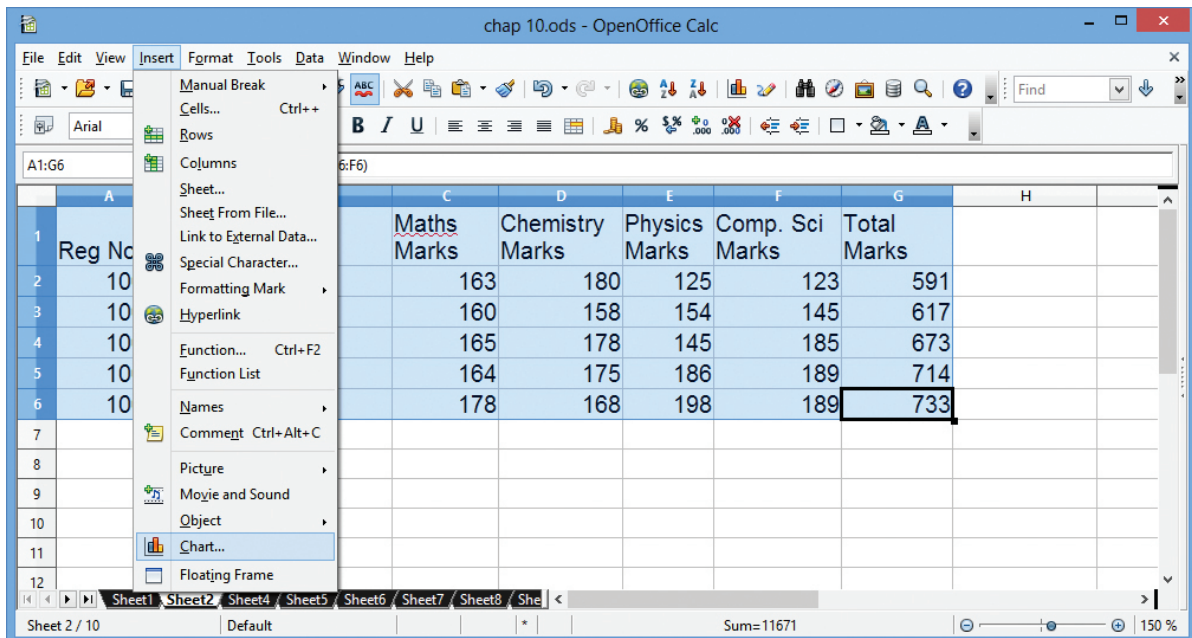 chap 10.ods - OpenOffice Calc
File Edit View Insert Format Tools Data Window Help
ABC
Find
Arial
B I U
A1:G6
6:F6)
Manual Break
Cells... Ctrl++
Rows
Columns
Sheet...
Sheet From File...
Link to External Data...
Special Character...
Formatting Mark
Hyperlink
Function... Ctrl+F2
Function List
Names
Comment Ctrl+Alt+C
Picture
Movie and Sound
Object
Chart...
Floating Frame
A C D E F G H
1 Reg No Maths Marks Chemistry Marks Physics Marks Comp. Sci Marks Total Marks
2 10 163 180 125 123 591
3 10 160 158 154 145 617
4 10 165 178 145 185 673
5 10 164 175 186 189 714
6 10 178 168 198 189 733
7
8
9
10
11
12
Sheet1 Sheet2 Sheet4 Sheet5 Sheet6 Sheet7 Sheet8 She
Sheet 2 / 10 Default * Sum=11671 150 %